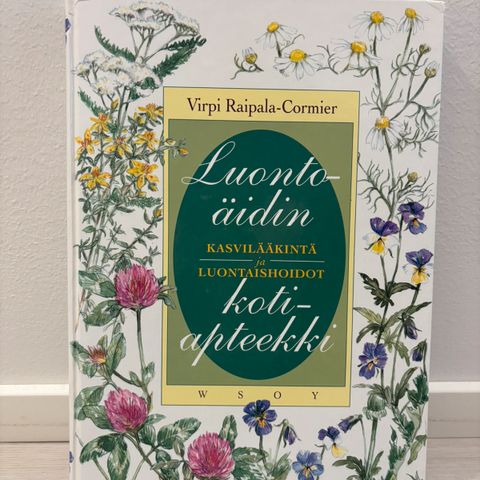 Virpi Raipala-Cormier
Luonto-
äidin
KASVILÄÄKINTÄ
ja
LUONTAISHOIDOT
koti-
apteekki
WSOY